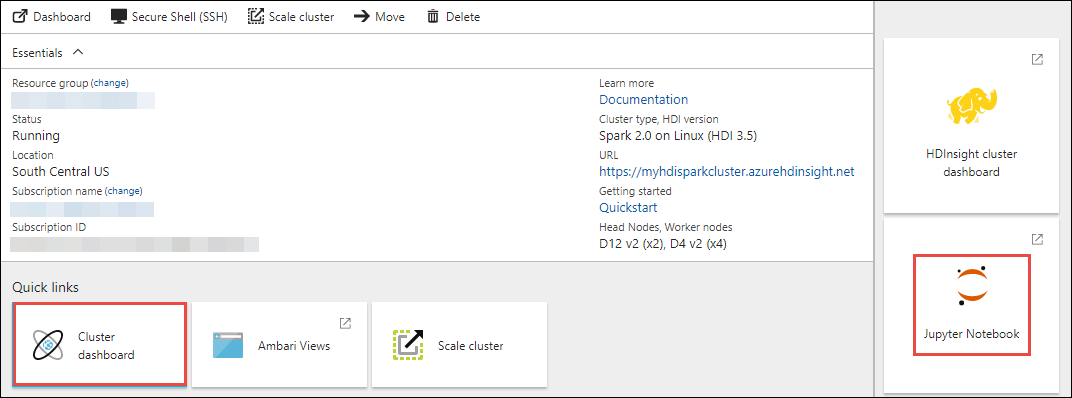 Dashboard
Secure Shell (SSH)
Scale cluster
Move
Delete
Essentials
Resource group (change)
Status
Running
Location
South Central US
Subscription name (change)
Subscription ID
Learn more
Documentation
Cluster type, HDI version
Spark 2.0 on Linux (HDI 3.5)
URL
https://myhdisparkcluster.azurehdinsight.net
Getting started
Quickstart
Head Nodes, Worker nodes
D12 v2 (x2), D4 v2 (x4)
Quick links
Cluster
dashboard
Ambari Views
Scale cluster
HDInsight cluster
dashboard
Jupyter Notebook